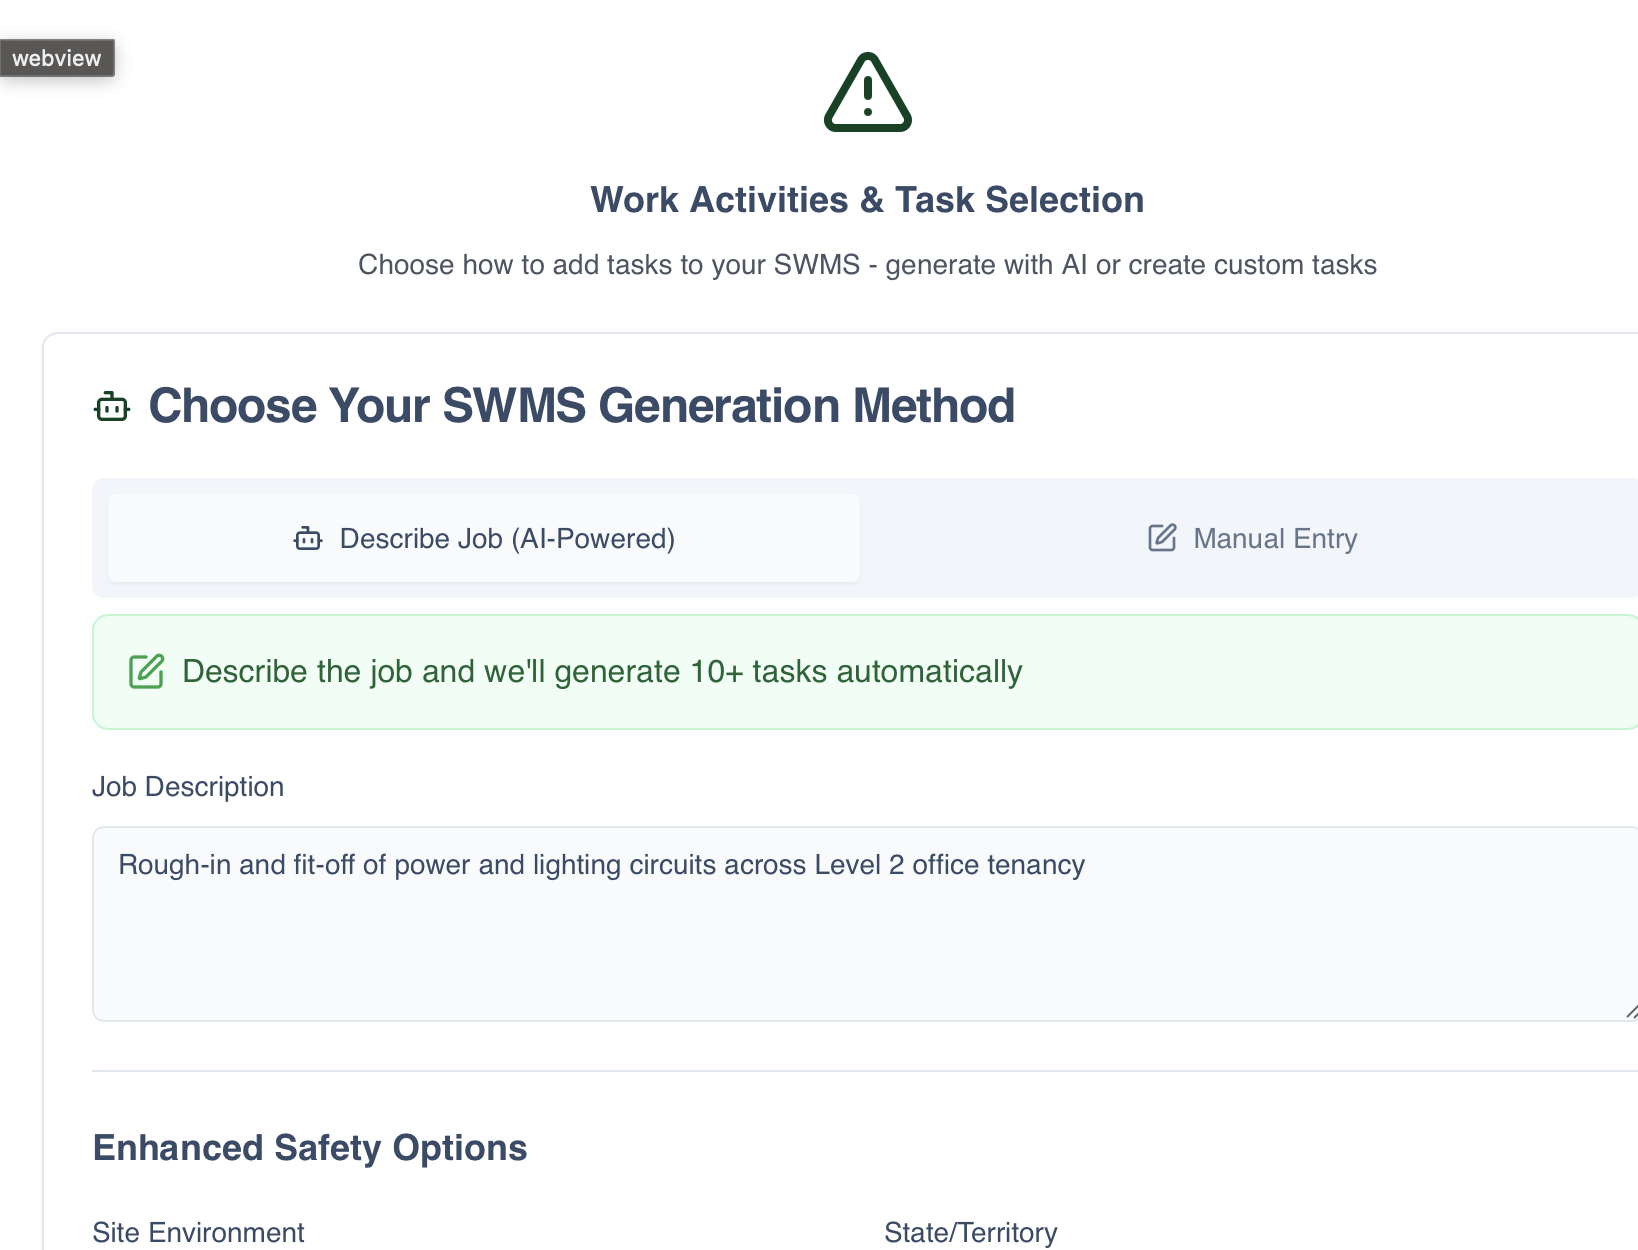 webview
Work Activities & Task Selection
Choose how to add tasks to your SWMS - generate with AI or create custom tasks
Choose Your SWMS Generation Method
Describe Job (AI-Powered)
Manual Entry
Describe the job and we'll generate 10+ tasks automatically
Job Description
Rough-in and fit-off of power and lighting circuits across Level 2 office tenancy
Enhanced Safety Options
Site Environment
State/Territory